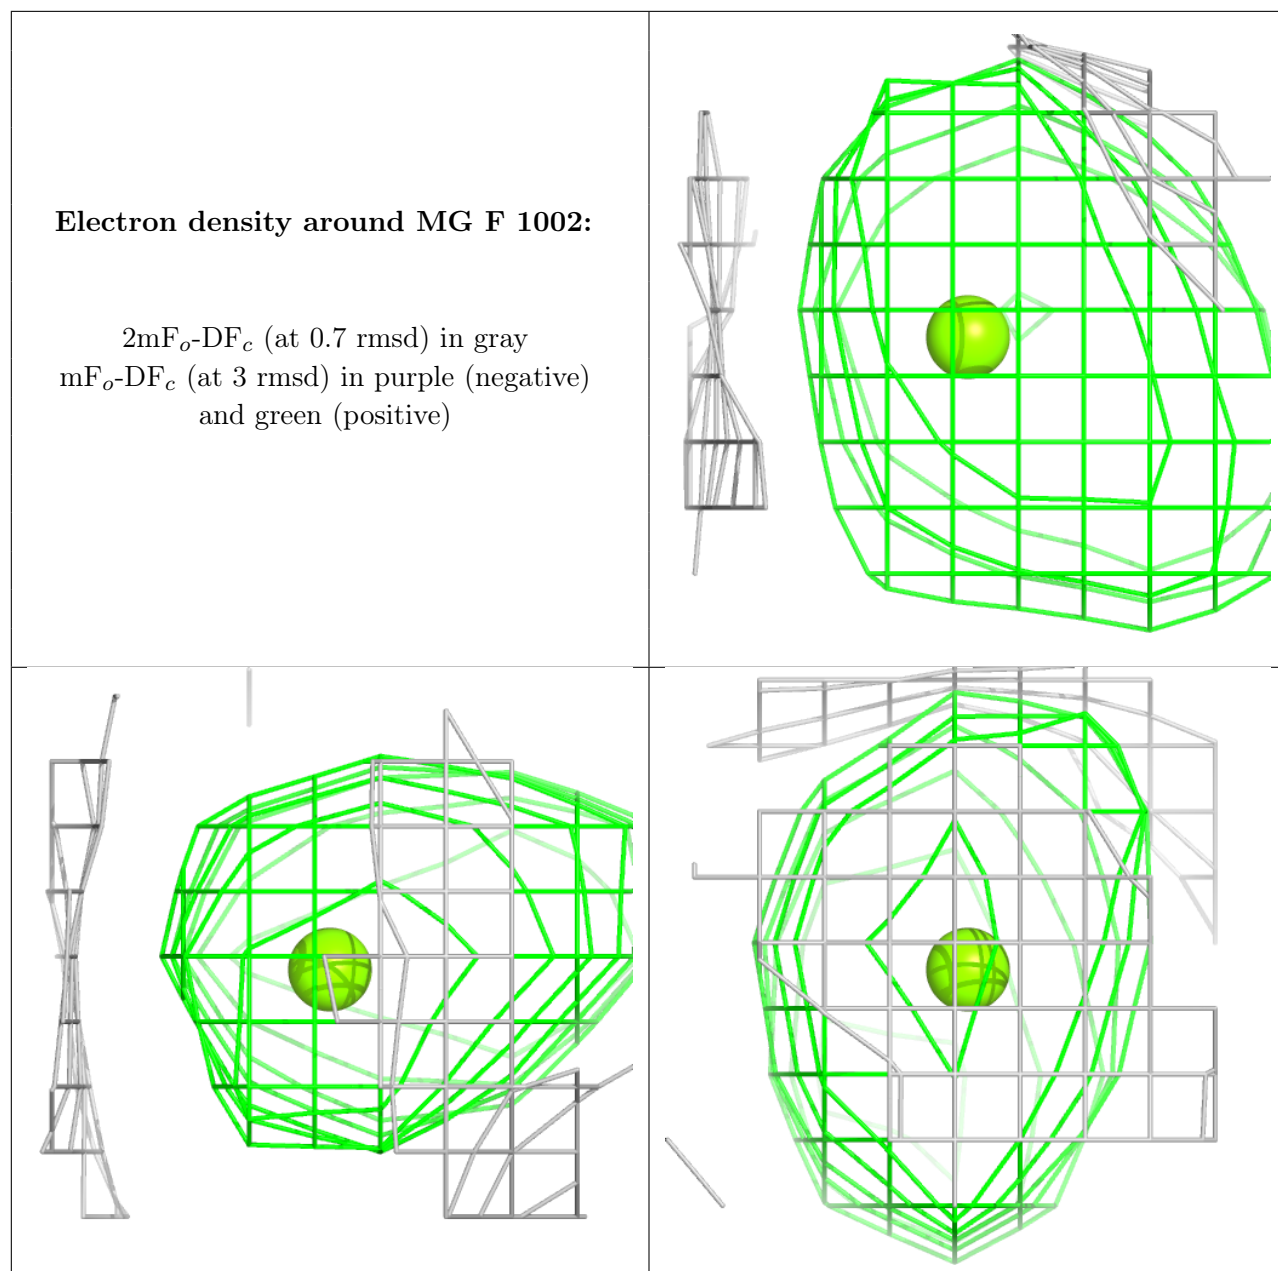 Electron density around MG F 1002:
2mFo-DFc (at 0.7 rmsd) in gray
mFo-DFc (at 3 rmsd) in purple (negative)
and green (positive)